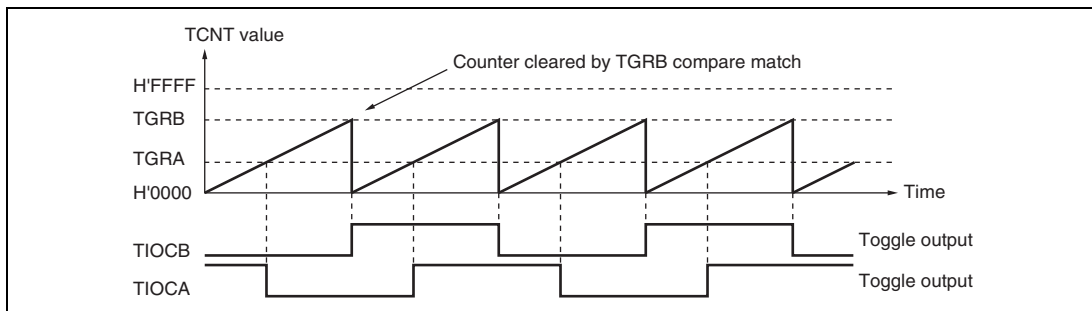 TCNT value
Counter cleared by TGRB compare match
H'FFFF
TGRB
TGRA
H'0000
Time
TIOCB
Toggle output
TIOCA
Toggle output